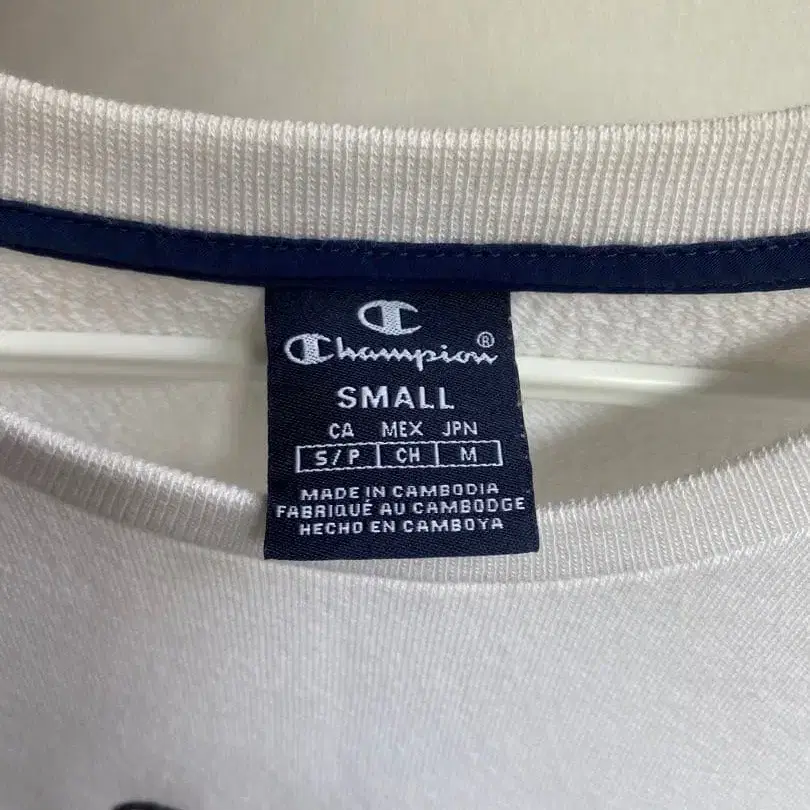 Champion®
SMALL
CA MEX JPN
S/P CH M
MADE IN CAMBODIA
FABRIQUÉ AU CAMBODGE
HECHO EN CAMBOYA